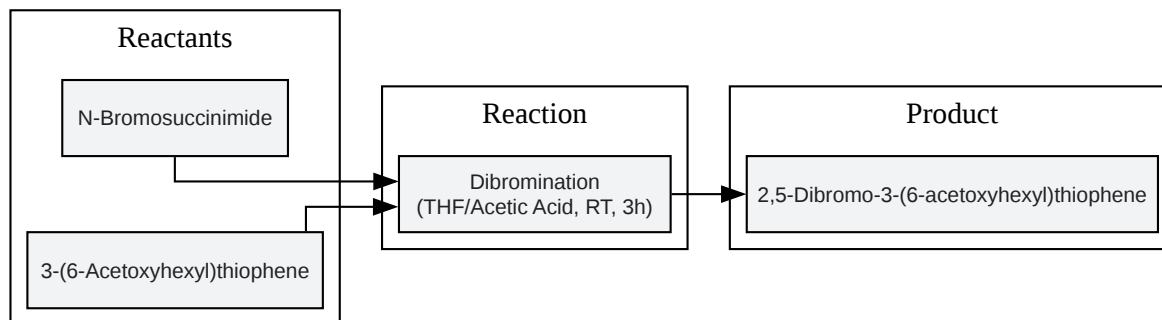 Reactants
N-Bromosuccinimide
3-(6-Acetoxyhexyl)thiophene
Reaction
Dibromination
(THF/Acetic Acid, RT, 3h)
Product
2,5-Dibromo-3-(6-acetoxyhexyl)thiophene